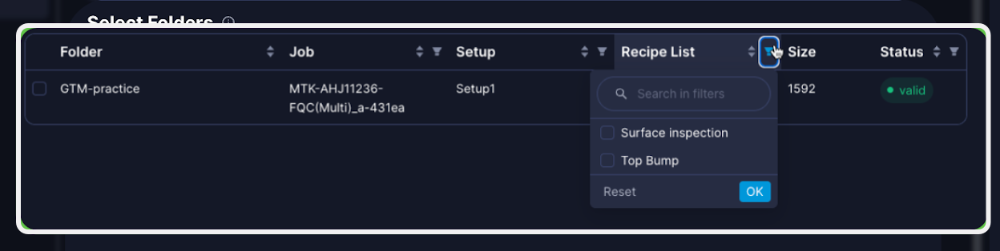 Select Folders
Folder Job Setup Recipe List Size Status
GTM-practice MTK-AHJ11236- Setup1 1592 valid
FQC(Multi)_a-431ea
Search in filters
Surface inspection
Top Bump
Reset OK